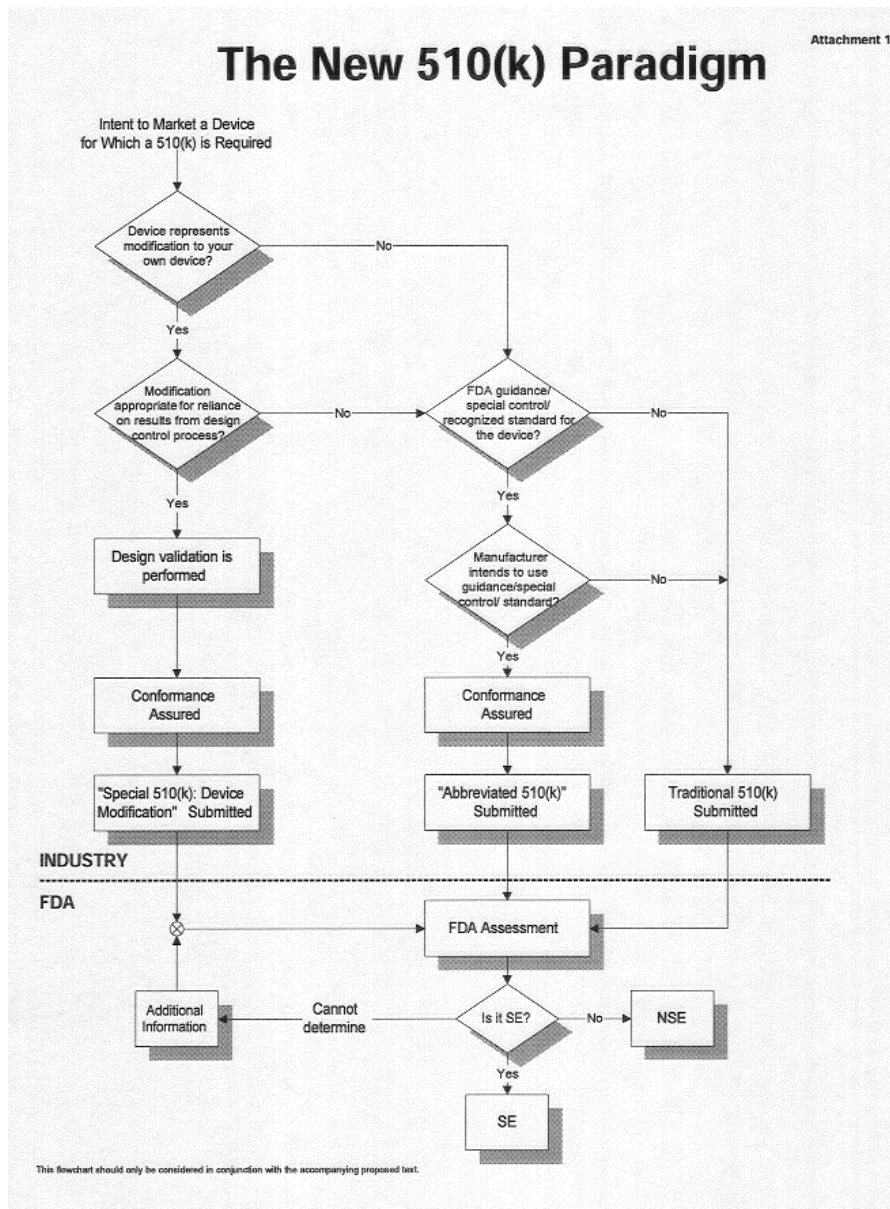 Attachment 1
The New 510(k) Paradigm
Intent to Market a Device
for Which a 510(k) is Required
Device represents
modification to your
own device?
No
Yes
Modification
appropriate for reliance
on results from design
control process?
No
FDA guidance/
special control/
recognized standard for
the device?
No
Yes
Yes
Design validation is
performed
Manufacturer
intends to use
guidance/special
control/ standard?
No
Yes
Conformance
Assured
Conformance
Assured
"Special 510(k): Device
Modification" Submitted
"Abbreviated 510(k)"
Submitted
Traditional 510(k)
Submitted
INDUSTRY
FDA
FDA Assessment
Additional
Information
Cannot
determine
Is it SE?
No
NSE
Yes
SE
This flowchart should only be considered in conjunction with the accompanying proposed text.